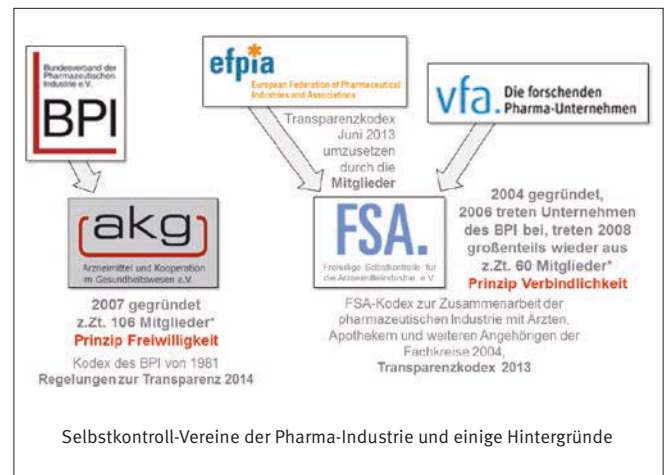 Bundesverband der
Pharmazeutischen
Industrie e.V.
BPI
efpia
European Federation of Pharmaceutical
Industries and Associations
vfa. Die forschenden
Pharma-Unternehmen
Transparenzkodex
Juni 2013
umzusetzen
durch die
Mitglieder
akg
Arzneimittel und Kooperation
im Gesundheitswesen e.V.
2007 gegründet
z.Zt. 106 Mitglieder*
Prinzip Freiwilligkeit
Kodex des BPI von 1981
Regelungen zur Transparenz 2014
FSA.
Freiwillige Selbstkontrolle für
die Arzneimittelindustrie e.V.
2004 gegründet,
2006 treten Unternehmen
des BPI bei, treten 2008
großenteils wieder aus
z.Zt. 60 Mitglieder*
Prinzip Verbindlichkeit
FSA-Kodex zur Zusammenarbeit der
pharmazeutischen Industrie mit Ärzten,
Apothekern und weiteren Angehörigen der
Fachkreise 2004,
Transparenzkodex 2013
Selbstkontroll-Vereine der Pharma-Industrie und einige Hintergründe